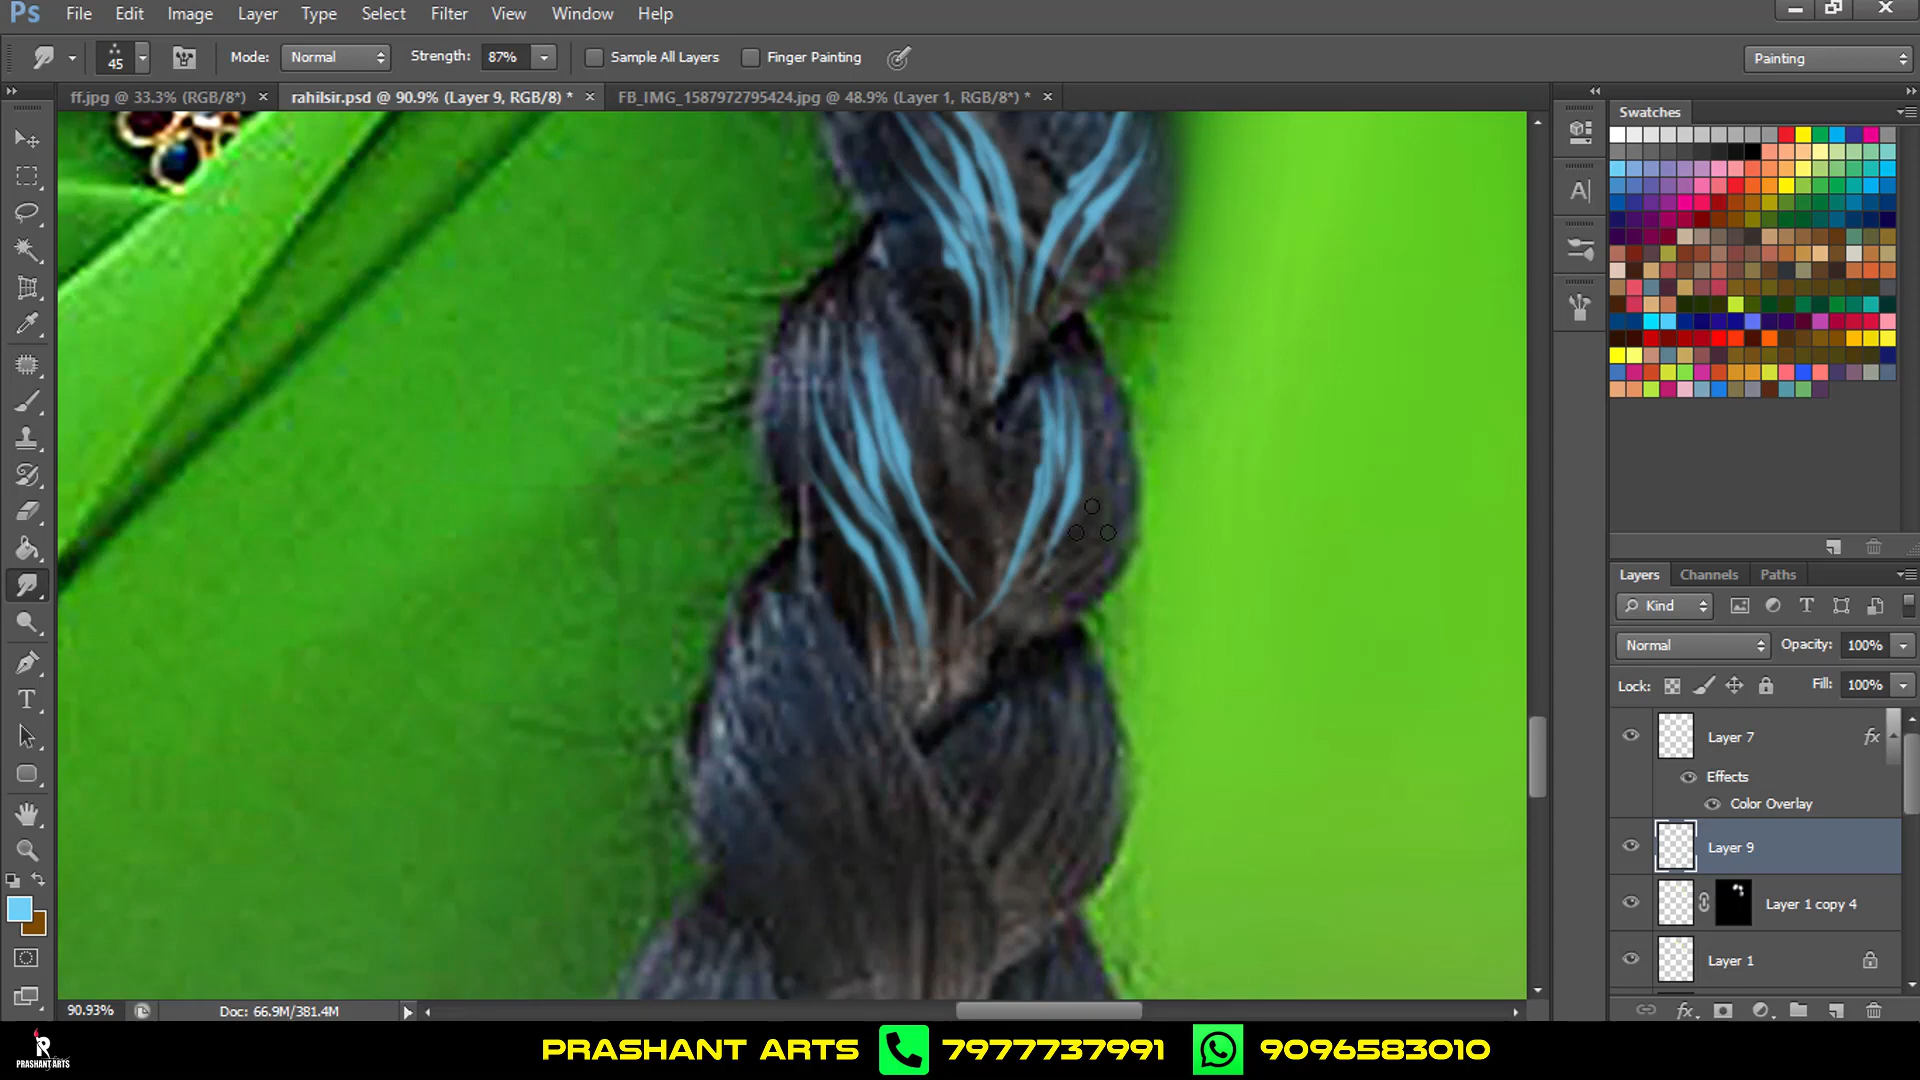 Ps File Edit Image Layer Type Select Filter View Window Help
45 Mode: Normal Strength: 87% Sample All Layers Finger Painting Painting
ff.jpg @ 33.3% (RGB/8*) × rahilsir.psd @ 90.9% (Layer 9, RGB/8) * × FB_IMG_1587972795424.jpg @ 48.9% (Layer 1, RGB/8*) * ×
Swatches
Layers Channels Paths
Kind
Normal Opacity: 100%
Lock: Fill: 100%
Layer 7 fx
Effects
Color Overlay
Layer 9
Layer 1 copy 4
Layer 1
90.93% Doc: 66.9M/381.4M
PRASHANT ARTS 7977737991 9096583010
PRASHANT ARTS